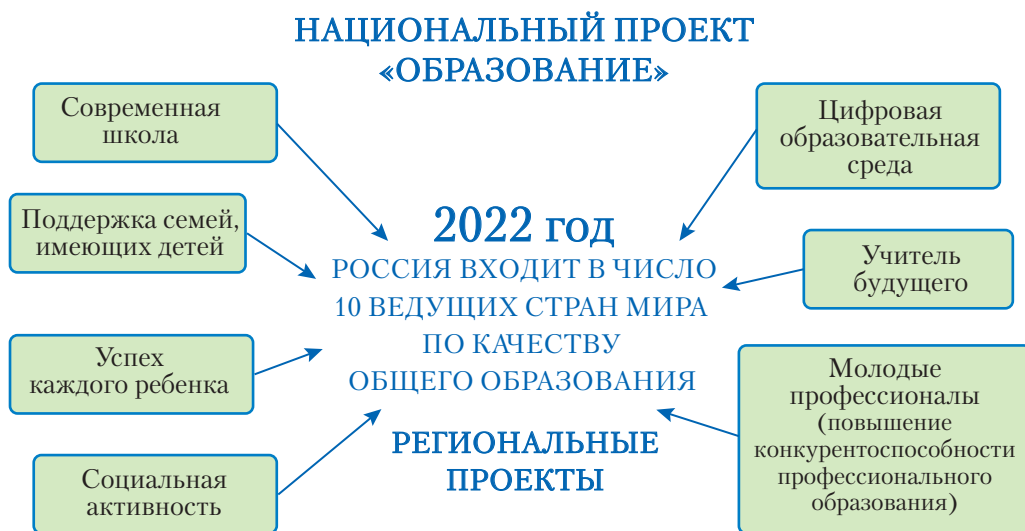 НАЦИОНАЛЬНЫЙ ПРОЕКТ
«ОБРАЗОВАНИЕ»
Современная
школа
Поддержка семей,
имеющих детей
Успех
каждого ребенка
Социальная
активность
2022 год
РОССИЯ ВХОДИТ В ЧИСЛО
10 ВЕДУЩИХ СТРАН МИРА
ПО КАЧЕСТВУ
ОБЩЕГО ОБРАЗОВАНИЯ
РЕГИОНАЛЬНЫЕ
ПРОЕКТЫ
Цифровая
образовательная
среда
Учитель
будущего
Молодые
профессионалы
(повышение
конкурентоспособности
профессионального
образования)